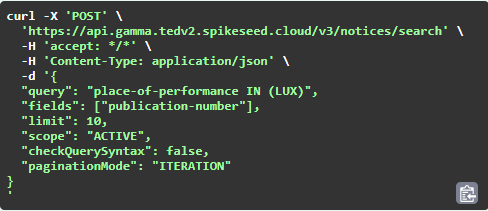 curl -X 'POST' \
  'https://api.gamma.tedv2.spikeseed.cloud/v3/notices/search' \
  -H 'accept: */*' \
  -H 'Content-Type: application/json' \
  -d '{
  "query": "place-of-performance IN (LUX)",
  "fields": ["publication-number"],
  "limit": 10,
  "scope": "ACTIVE",
  "checkQuerySyntax": false,
  "paginationMode": "ITERATION"
}
'